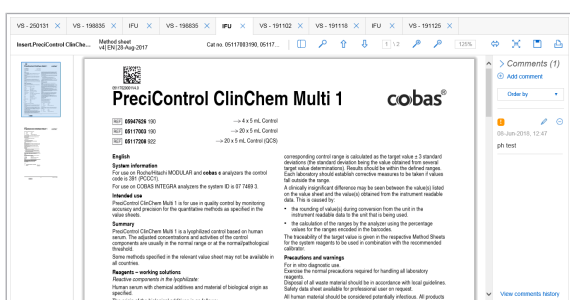 VS - 250131 × VS - 198835 × IFU × VS - 198835 × IFU × VS - 191102 × VS - 191118 × IFU × VS - 191125 ×
Insert.PreciControl ClinChe... Method sheet
v4| EN | 28-Aug-2017 Cat no. 05117003190_05117... 1 \ 2 125%
PreciControl ClinChem Multi 1
cobas®
REF 05947626 190 → 4 x 5 mL Control
REF 05117003 190 → 20 x 5 mL Control
REF 05117208 922 → 20 x 5 mL Control (QCS)
English
System information
For use on Roche/Hitachi MODULAR and cobas c analyzers the control
code is 391 (PCCC1).
For use on COBAS INTEGRA analyzers the system ID is 07 7469 3.
Intended use
PreciControl ClinChem Multi 1 is for use in quality control by monitoring
accuracy and precision for the quantitative methods as specified in the
value sheets.
Summary
PreciControl ClinChem Multi 1 is a lyophilized control based on human
serum. The adjusted concentrations and activities of the control
components are usually in the normal range or at the normal/pathological
threshold.
Some methods specified in the relevant value sheet may not be available in
all countries.
Reagents – working solutions
Reactive components in the lyophilizate:
Human serum with chemical additives and material of biological origin as
specified.
corresponding control range is calculated as the target value ± 3 standard
deviations (the standard deviation being the value obtained from several
target value determinations). Results should be within the defined ranges.
Each laboratory should establish corrective measures to be taken if values
fall outside the range.
A clinically insignificant difference may be seen between the value(s) listed
on the value sheet and the value(s) obtained from the instrument readable
data. This is caused by:
• the rounding of value(s) during conversion from the unit in the
instrument readable data to the unit that is being used.
• the calculation of the ranges by the analyzer using the percentage
values for the ranges encoded in the barcodes.
The traceability of the target value is given in the respective Method Sheets
for the system reagents to be used in combination with the recommended
calibrator.
Precautions and warnings
For in vitro diagnostic use.
Exercise the normal precautions required for handling all laboratory
reagents.
Disposal of all waste material should be in accordance with local guidelines.
Safety data sheet available for professional user on request.
All human material should be considered potentially infectious. All products
Comments (1)
Add comment
Order by
06-Jun-2018, 12:47
ph test
View comments history